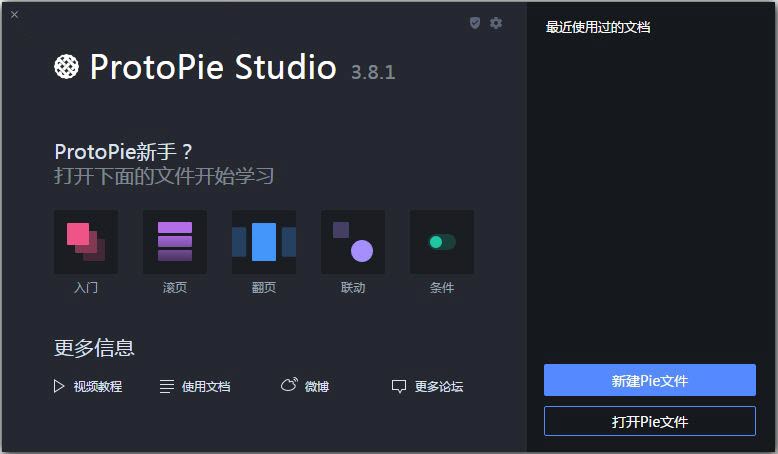 ProtoPie Studio 3.8.1
最近使用过的文档
ProtoPie新手？
打开下面的文件开始学习
入门
滚页
翻页
联动
条件
更多信息
视频教程
使用文档
微博
更多论坛
新建Pie文件
打开Pie文件